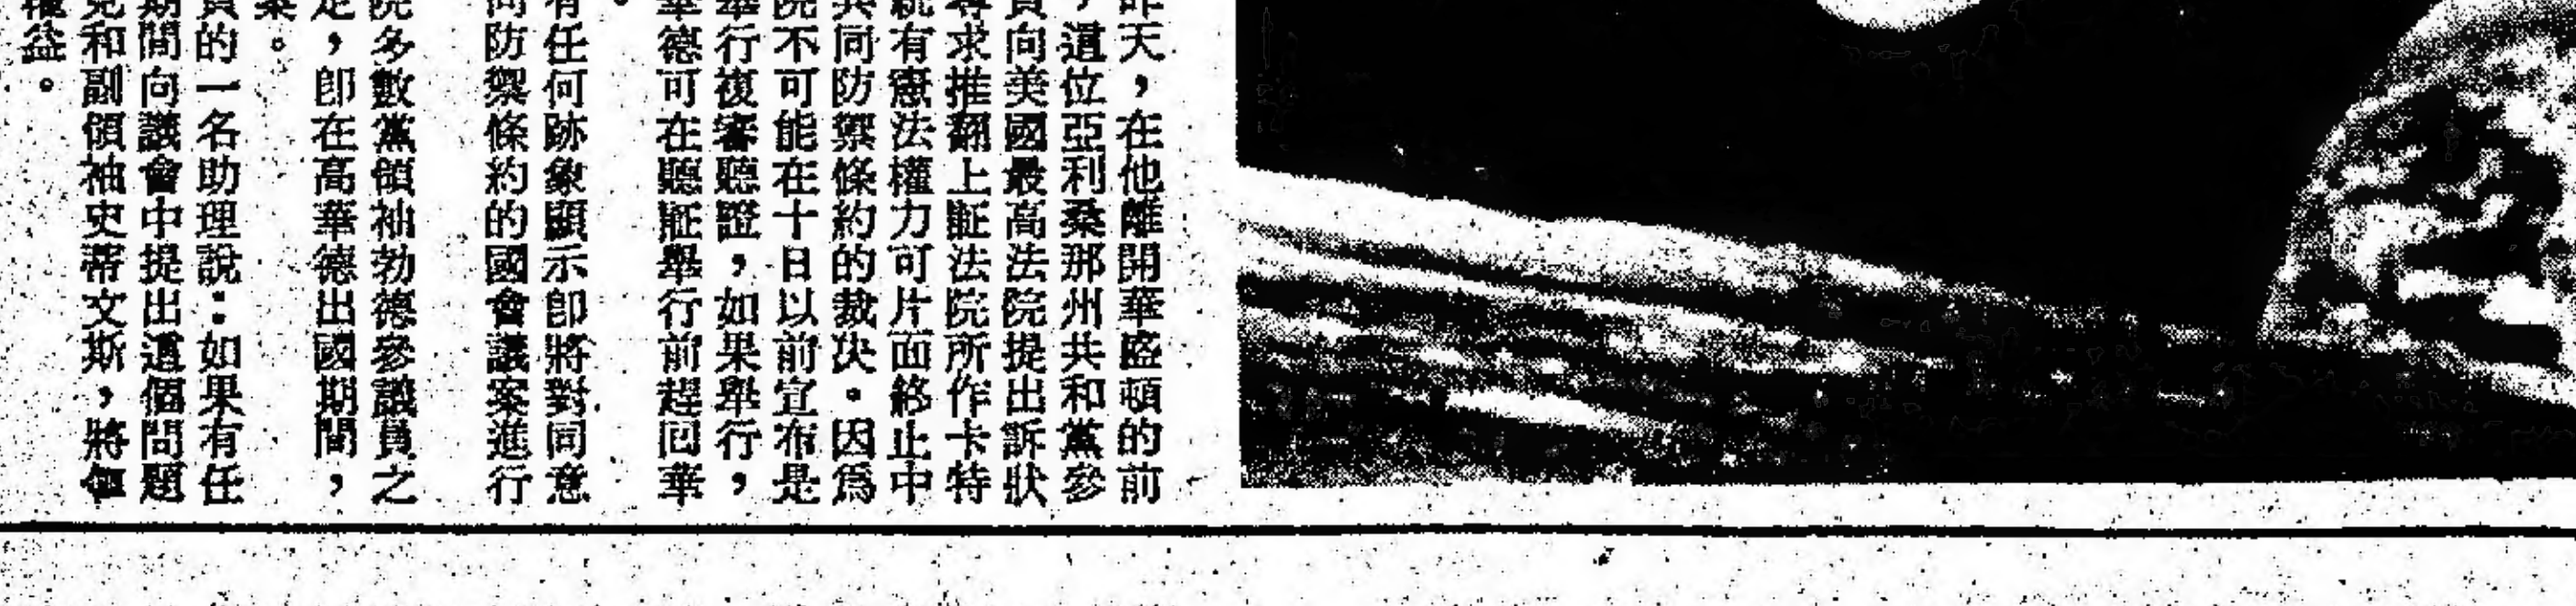 昨天，在他離開華盛頓的前
，這位亞利桑那州共和黨參
員向美國最高法院提出訴狀
尋求推翻上訴法院所作卡特
統有憲法權力可片面終止中
共同防禦條約的裁決。因爲
院不可能在十日以前宣布是
舉行複審聽證，如果舉行，
華德可在聽証舉行前趕回華
。
有任何跡象顯示即將對同意
同防禦條約的國會議案進行
院多數黨領袖勃德參議員之
定，即在高華德出國期間，
案。
員的一名助理說：如果有任
期間向議會中提出這個問題
克和副領袖史蒂文斯，將
權益。